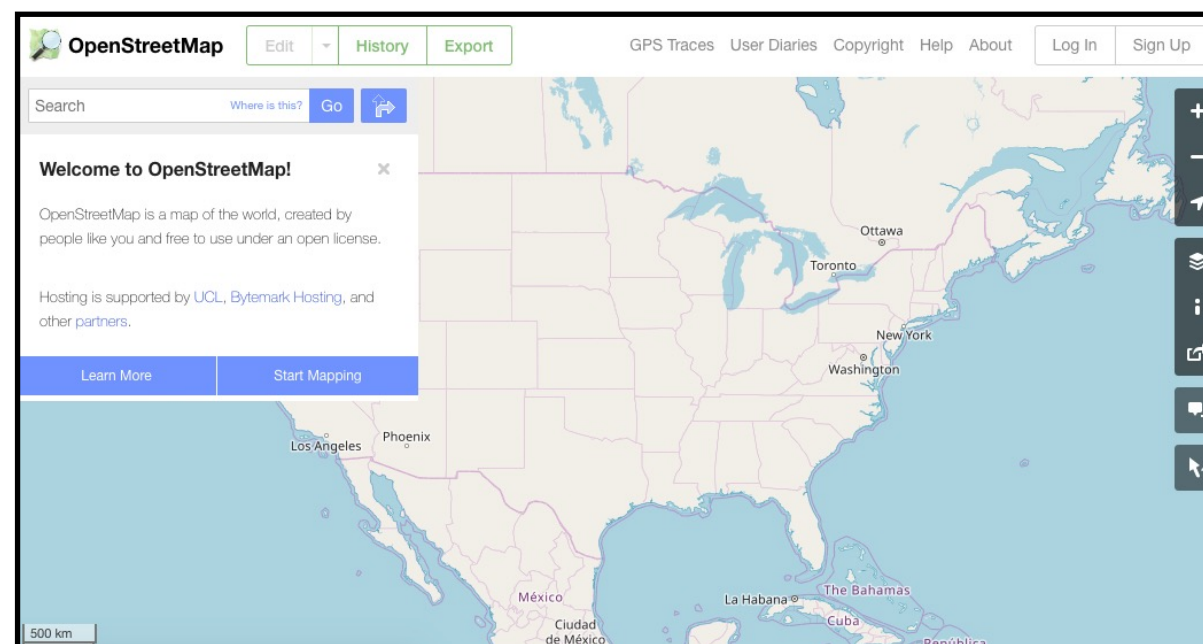 OpenStreetMap Edit History Export GPS Traces User Diaries Copyright Help About Log In Sign Up
Search Where is this? Go
Welcome to OpenStreetMap! ×
OpenStreetMap is a map of the world, created by
people like you and free to use under an open license.
Hosting is supported by UCL, Bytemark Hosting, and
other partners.
Learn More Start Mapping
Ottawa
Toronto
New York
Washington
Los Angeles
Phoenix
México
Ciudad
de México
La Habana
The Bahamas
Cuba
República
500 km